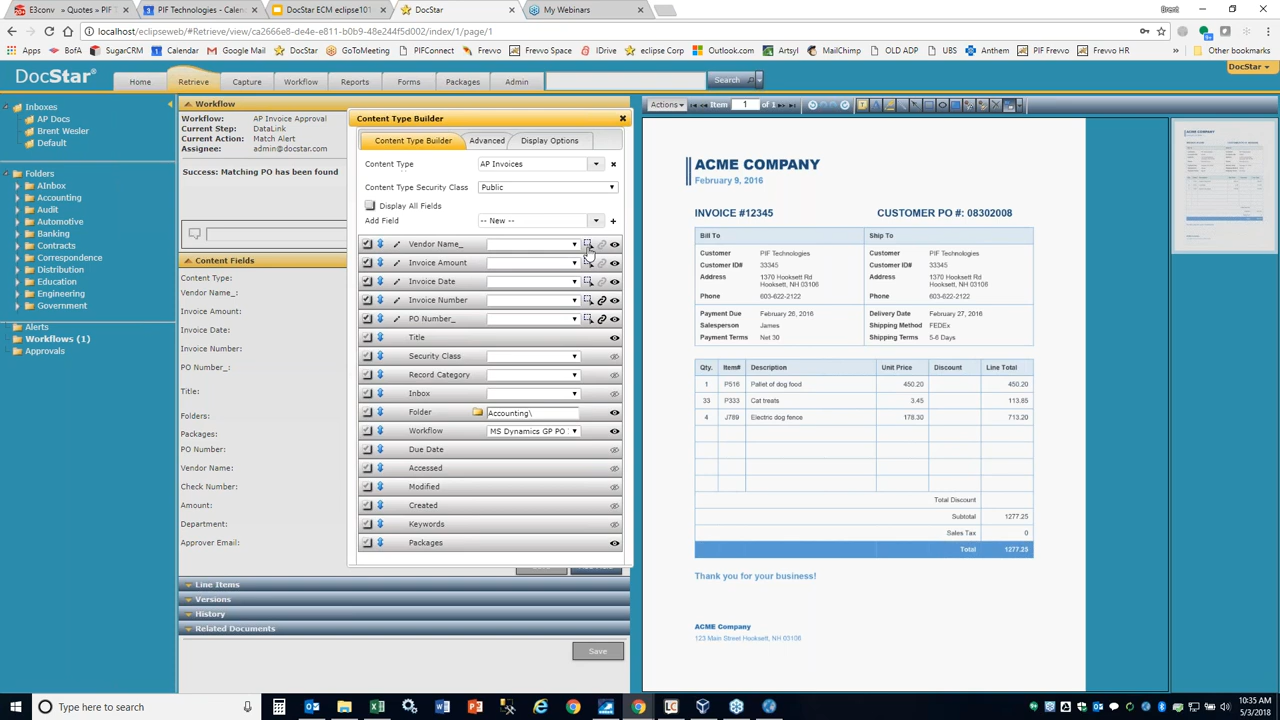 E3conv » Quotes » PIF Tec
PIF Technologies - Calen
DocStar ECM eclipse101
DocStar
My Webinars
Brent
localhost/eclipseweb/#Retrieve/view/ca2666e8-de4e-e811-b0b9-48e244f5d002/index/1/page/1
Apps
BofA
SugarCRM
Calendar
Google Mail
DocStar
GoToMeeting
PIFConnect
Frevvo
Frevvo Space
IDrive
eclipse Corp
Outlook.com
Artsyl
MailChimp
OLD ADP
UBS
Anthem
PIF Frevvo
Frevvo HR
Other bookmarks
DocStar
DocStar
Home
Retrieve
Capture
Workflow
Reports
Forms
Packages
Admin
Search
Inboxes
AP Docs
Brent Wesler
Default
Folders
AInbox
Accounting
Audit
Automotive
Banking
Contracts
Correspondence
Distribution
Education
Engineering
Government
Alerts
Workflows (1)
Approvals
Workflow
Workflow: AP Invoice Approval
Current Step: DataLink
Current Action: Match Alert
Assignee: admin@docstar.com
Success: Matching PO has been found
Content Fields
Content Type:
Vendor Name_:
Invoice Amount:
Invoice Date:
Invoice Number:
PO Number_:
Title:
Folders:
Packages:
PO Number:
Vendor Name:
Check Number:
Amount:
Department:
Approver Email:
Line Items
Versions
History
Related Documents
Save
Content Type Builder
Content Type Builder
Advanced
Display Options
Content Type AP Invoices
Content Type Security Class Public
Display All Fields
Add Field -- New --
Vendor Name_
Invoice Amount
Invoice Date
Invoice Number
PO Number_
Title
Security Class
Record Category
Inbox
Folder Accounting\
Workflow MS Dynamics GP PO
Due Date
Accessed
Modified
Created
Keywords
Packages
Actions
Item 1 of 1
ACME COMPANY
February 9, 2016
INVOICE #12345 CUSTOMER PO #: 08302008
Bill To Ship To
Customer PIF Technologies Customer PIF Technologies
Customer ID# 33345 Customer ID# 33345
Address 1370 Hooksett Rd Address 1370 Hooksett Rd
Hooksett, NH 03106 Hooksett, NH 03106
Phone 603-622-2122 Phone 603-622-2122
Payment Due February 26, 2016 Delivery Date February 27, 2016
Salesperson James Shipping Method FEDEx
Payment Terms Net 30 Shipping Terms 5-6 Days
Qty. Item# Description Unit Price Discount Line Total
1 P516 Pallet of dog food 450.20 450.20
33 P333 Cat treats 3.45 113.85
4 J789 Electric dog fence 178.30 713.20
Total Discount
Subtotal 1277.25
Sales Tax 0
Total 1277.25
Thank you for your business!
ACME Company
123 Main Street Hooksett, NH 03106
Type here to search
10:35 AM
5/3/2018